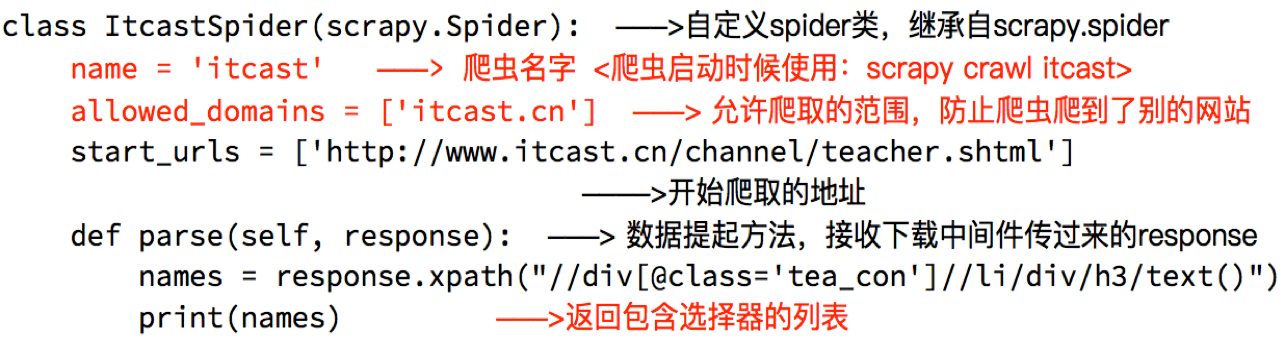 class ItcastSpider(scrapy.Spider): ——>自定义spider类，继承自scrapy.spider
name = 'itcast' ——> 爬虫名字 <爬虫启动时候使用：scrapy crawl itcast>
allowed_domains = ['itcast.cn'] ——> 允许爬取的范围，防止爬虫爬到了别的网站
start_urls = ['http://www.itcast.cn/channel/teacher.shtml']
——>开始爬取的地址
def parse(self, response): ——> 数据提起方法，接收下载中间件传过来的response
names = response.xpath("//div[@class='tea_con']//li/div/h3/text()")
print(names) ——>返回包含选择器的列表